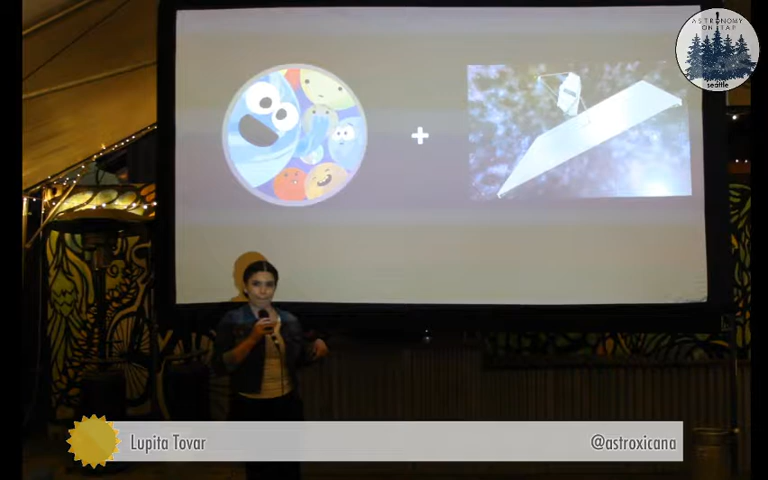 ASTRONOMY
ON TAP
seattle
+
Lupita Tovar
@astroxicana